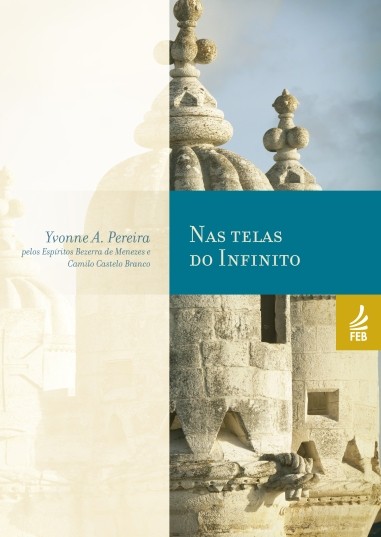 Yvonne A. Pereira
pelos Espíritos Bezerra de Menezes e
Camilo Castelo Branco
Nas telas
do Infinito
FEB